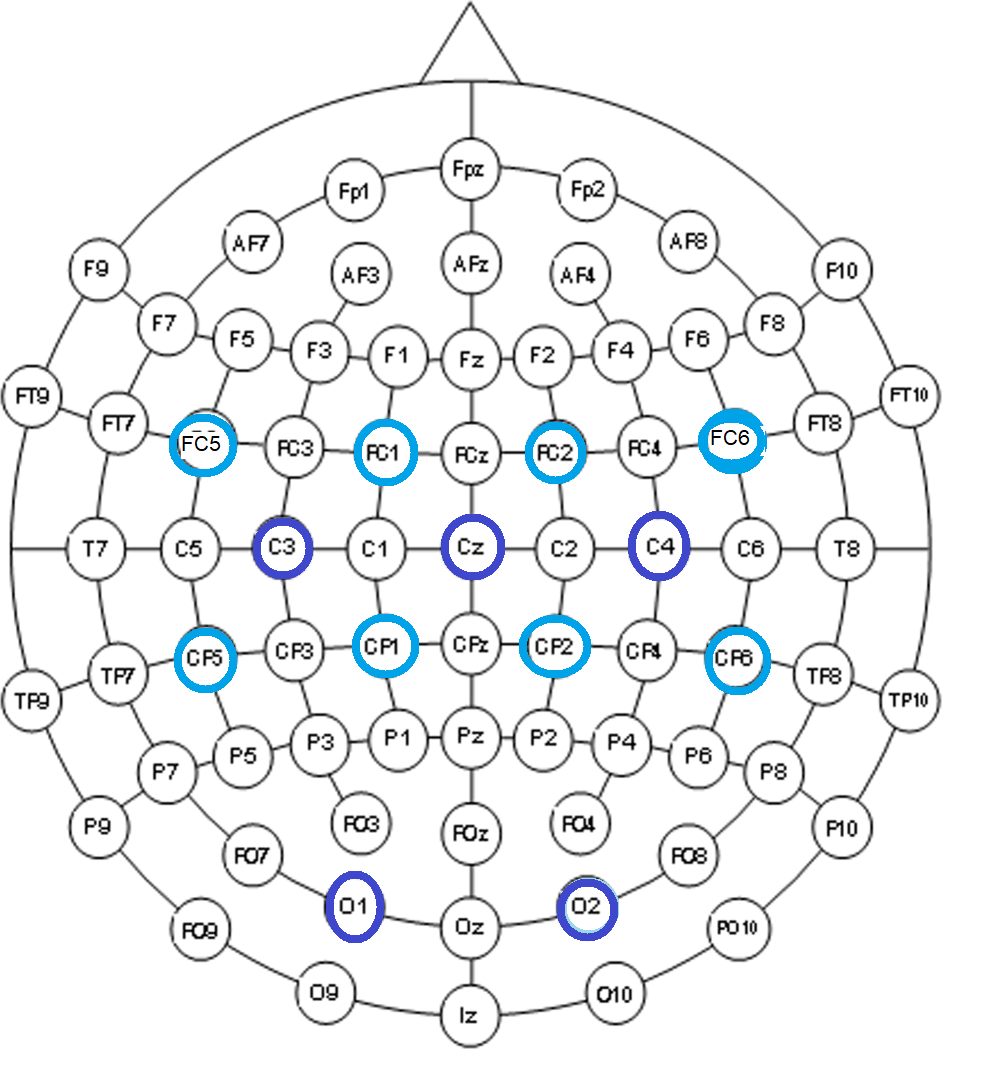 Fpz
Fp1 Fp2
AF7 AF3 AFz AF4 AF8
F9 F10
F7 F5 F3 F1 Fz F2 F4 F6 F8
FT9 FT7 FC5 FC3 FC1 FCz FC2 FC4 FC6 FT8 FT10
T7 C5 C3 C1 Cz C2 C4 C6 T8
TP9 TP7 CP5 CP3 CP1 CPz CP2 CP4 CP6 TP8 TP10
P7 P5 P3 P1 Pz P2 P4 P6 P8
P9 P10
PO7 PO3 POz PO4 PO8
PO9 O1 Oz O2 PO10
O9 Iz O10